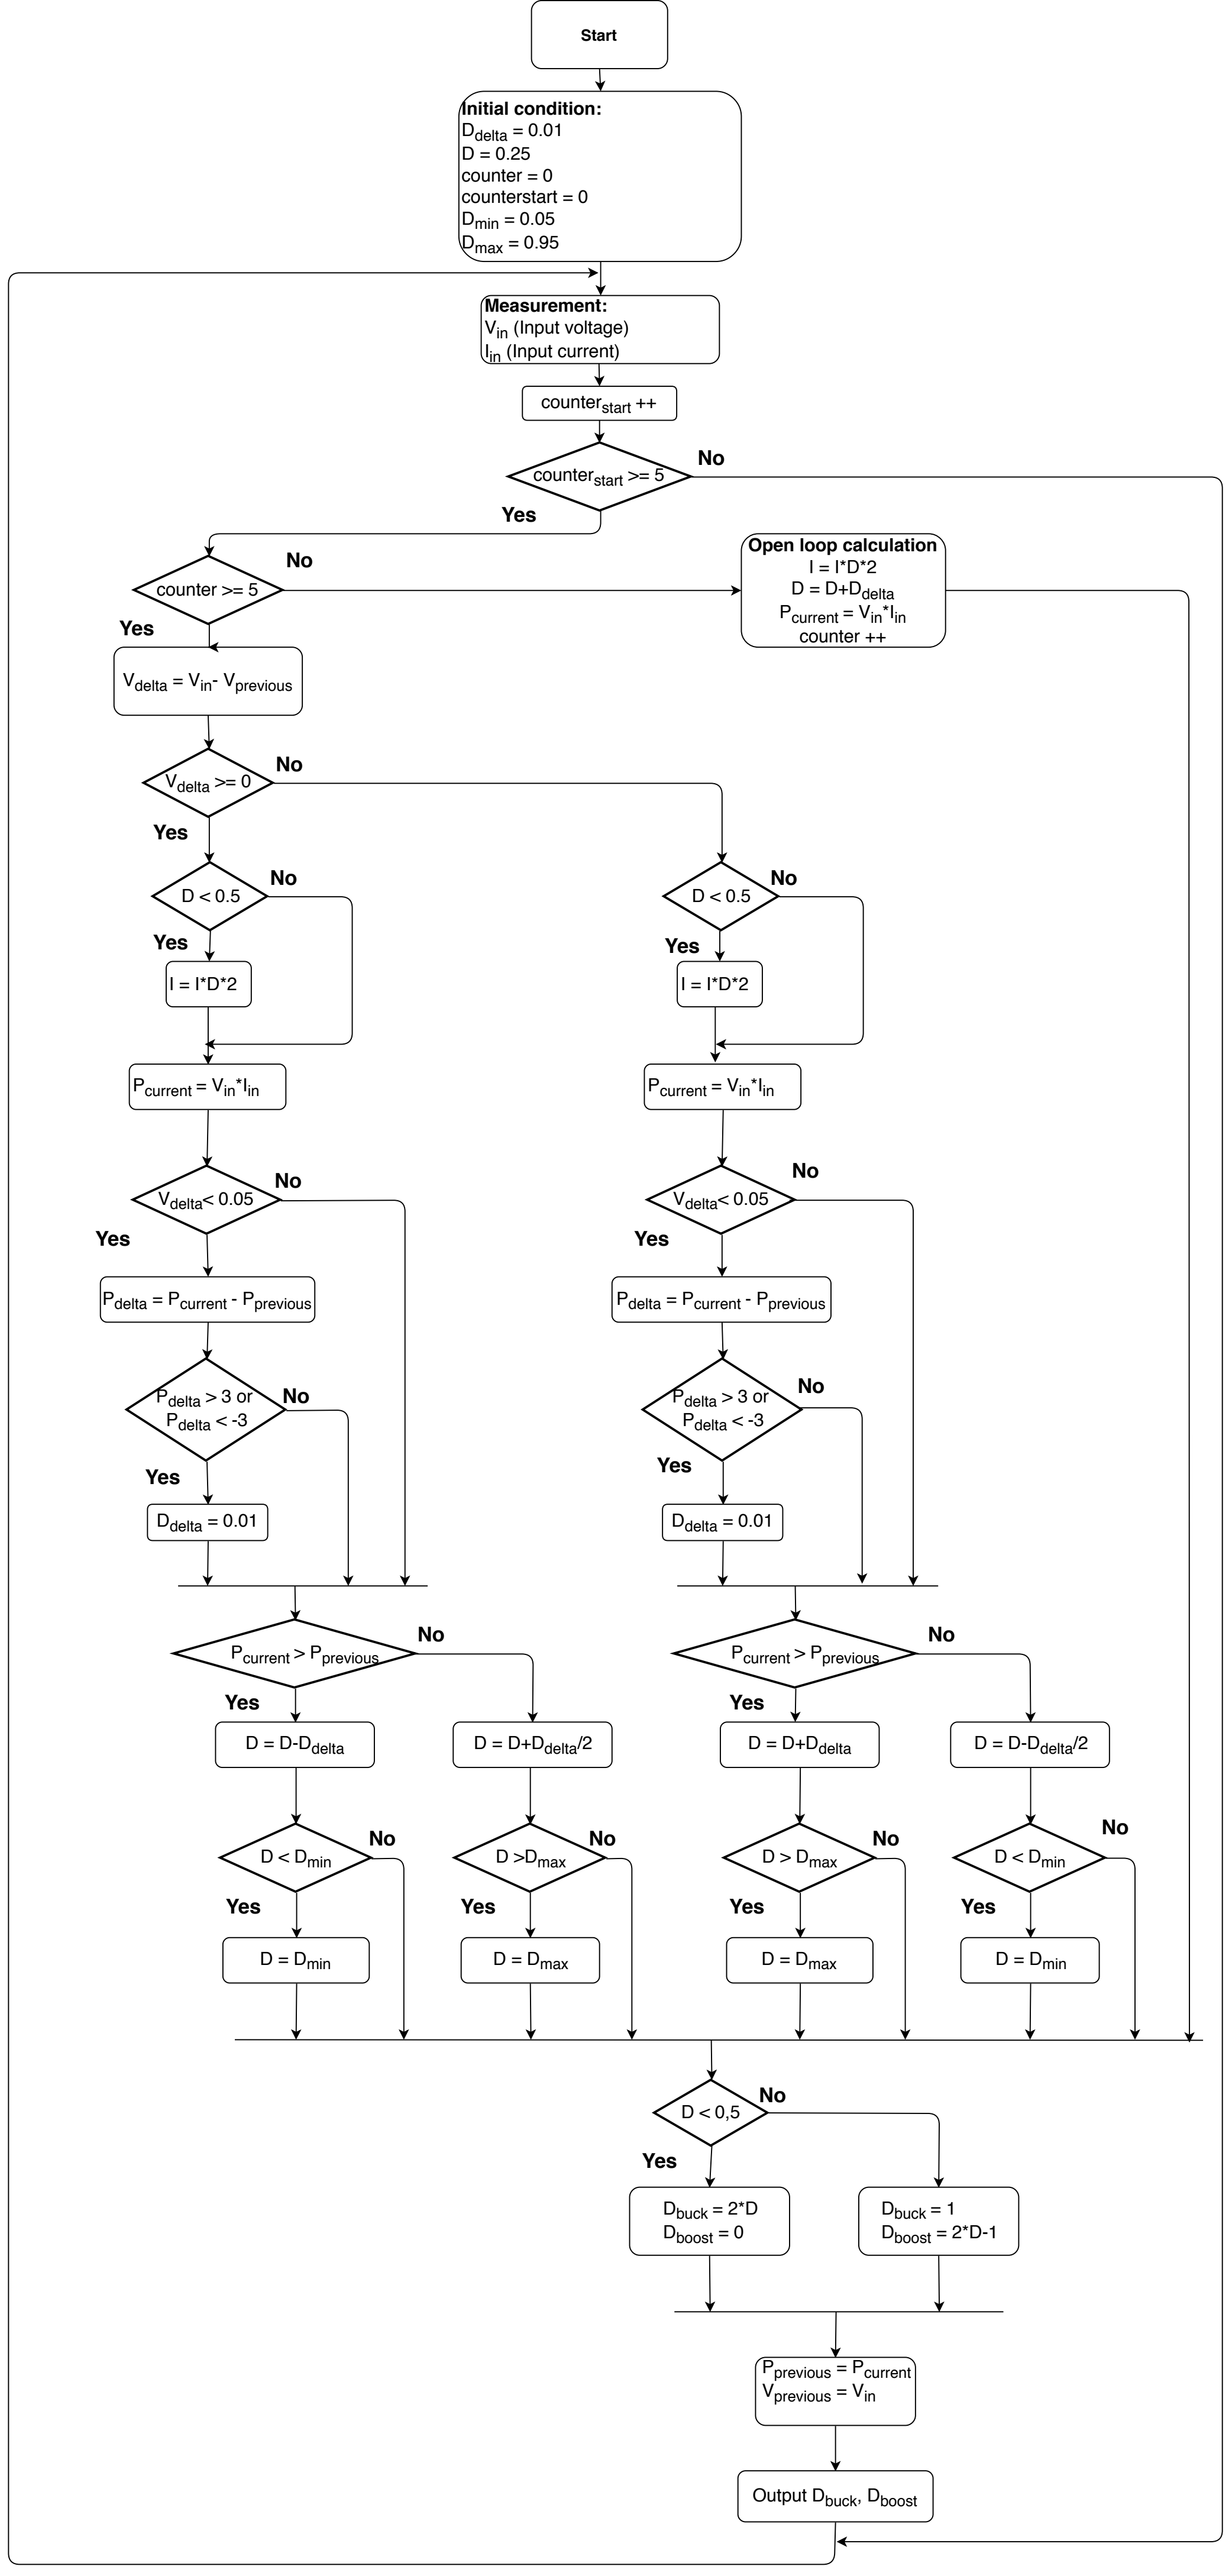 Start
Initial condition:
Ddelta = 0.01
D = 0.25
counter = 0
counterstart = 0
Dmin = 0.05
Dmax = 0.95
Measurement:
Vin (Input voltage)
Iin (Input current)
counterstart ++
counterstart >= 5
No
Yes
counter >= 5
No
Yes
Open loop calculation
I = I*D*2
D = D+Ddelta
Pcurrent = Vin*Iin
counter ++
Vdelta = Vin- Vprevious
Vdelta >= 0
No
Yes
D < 0.5
No
Yes
I = I*D*2
Pcurrent = Vin*Iin
Vdelta< 0.05
No
Yes
Pdelta = Pcurrent - Pprevious
Pdelta > 3 or
Pdelta < -3
No
Yes
Ddelta = 0.01
D < 0.5
No
Yes
I = I*D*2
Pcurrent = Vin*Iin
Vdelta< 0.05
No
Yes
Pdelta = Pcurrent - Pprevious
Pdelta > 3 or
Pdelta < -3
No
Yes
Ddelta = 0.01
Pcurrent > Pprevious
No
Yes
D = D-Ddelta
D = D+Ddelta/2
D < Dmin
No
Yes
D = Dmin
D >Dmax
No
Yes
D = Dmax
Pcurrent > Pprevious
No
Yes
D = D+Ddelta
D = D-Ddelta/2
D > Dmax
No
Yes
D = Dmax
D < Dmin
No
Yes
D = Dmin
D < 0,5
No
Yes
Dbuck = 2*D
Dboost = 0
Dbuck = 1
Dboost = 2*D-1
Pprevious = Pcurrent
Vprevious = Vin
Output Dbuck, Dboost